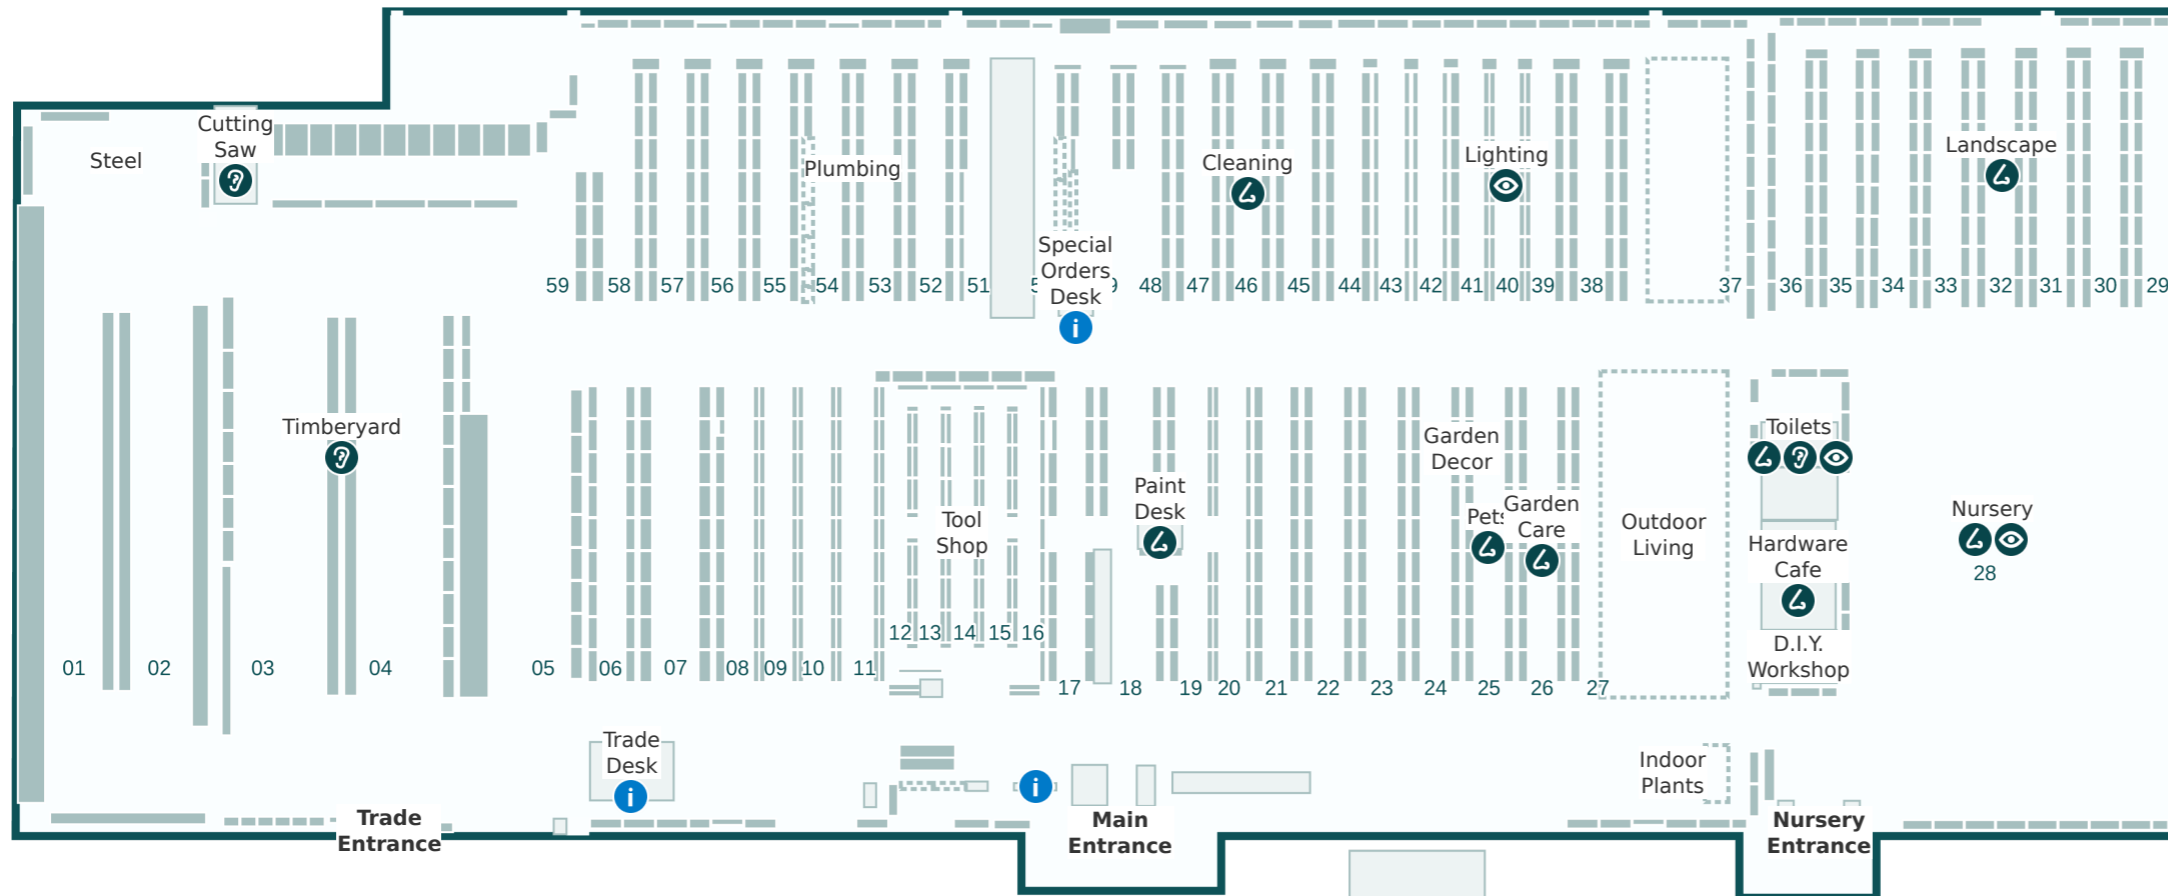 Cutting
Saw
Steel
Plumbing
Cleaning
Lighting
Landscape
Special
Orders
Desk
59 58 57 56 55 54 53 52 51 48 47 46 45 44 43 42 41 40 39 38 37 36 35 34 33 32 31 30 29
i
Timberyard
Garden
Decor
Toilets
Paint
Desk
Tool
Shop
Pets
Garden
Care
Outdoor
Living
Nursery
28
Hardware
Cafe
D.I.Y.
Workshop
12 13 14 15 16
01 02 03 04 05 06 07 08 09 10 11
17 18 19 20 21 22 23 24 25 26 27
Trade
Desk
i
i
Indoor
Plants
Trade
Entrance
Main
Entrance
Nursery
Entrance